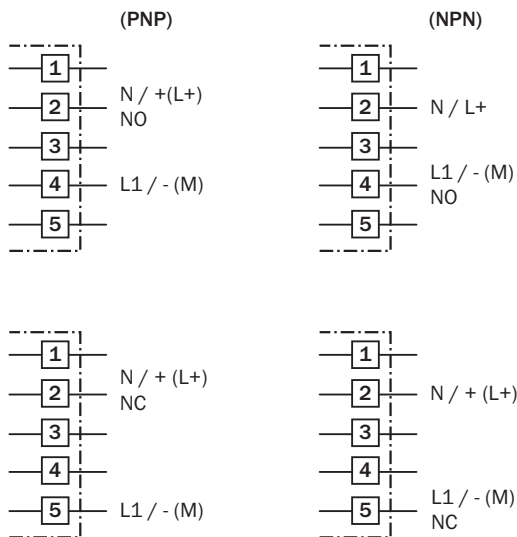 (PNP)
1
2
3
4
5
N / +(L+)
NO
L1 / - (M)
(NPN)
1
2
3
4
5
N / L+
L1 / - (M)
NO
1
2
3
4
5
N / + (L+)
NC
L1 / - (M)
1
2
3
4
5
N / + (L+)
L1 / - (M)
NC